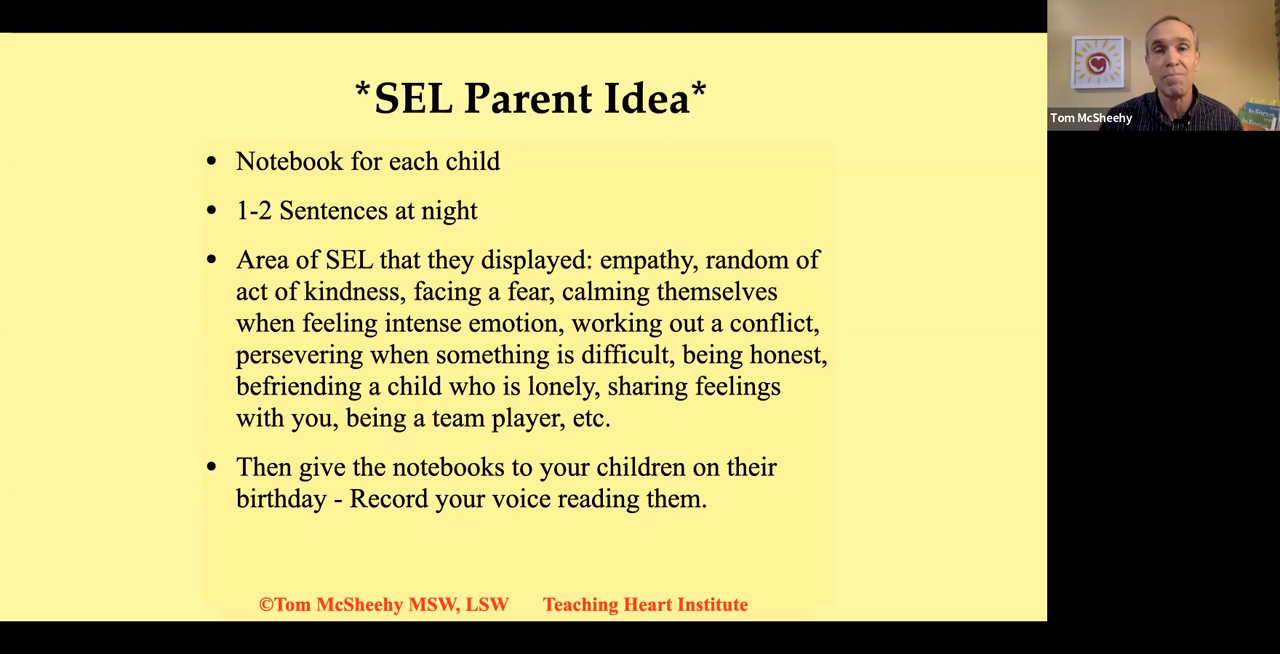 *SEL Parent Idea*
• Notebook for each child
• 1-2 Sentences at night
• Area of SEL that they displayed: empathy, random of
act of kindness, facing a fear, calming themselves
when feeling intense emotion, working out a conflict,
persevering when something is difficult, being honest,
befriending a child who is lonely, sharing feelings
with you, being a team player, etc.
• Then give the notebooks to your children on their
birthday - Record your voice reading them.
©Tom McSheehy MSW, LSW Teaching Heart Institute
Tom McSheehy